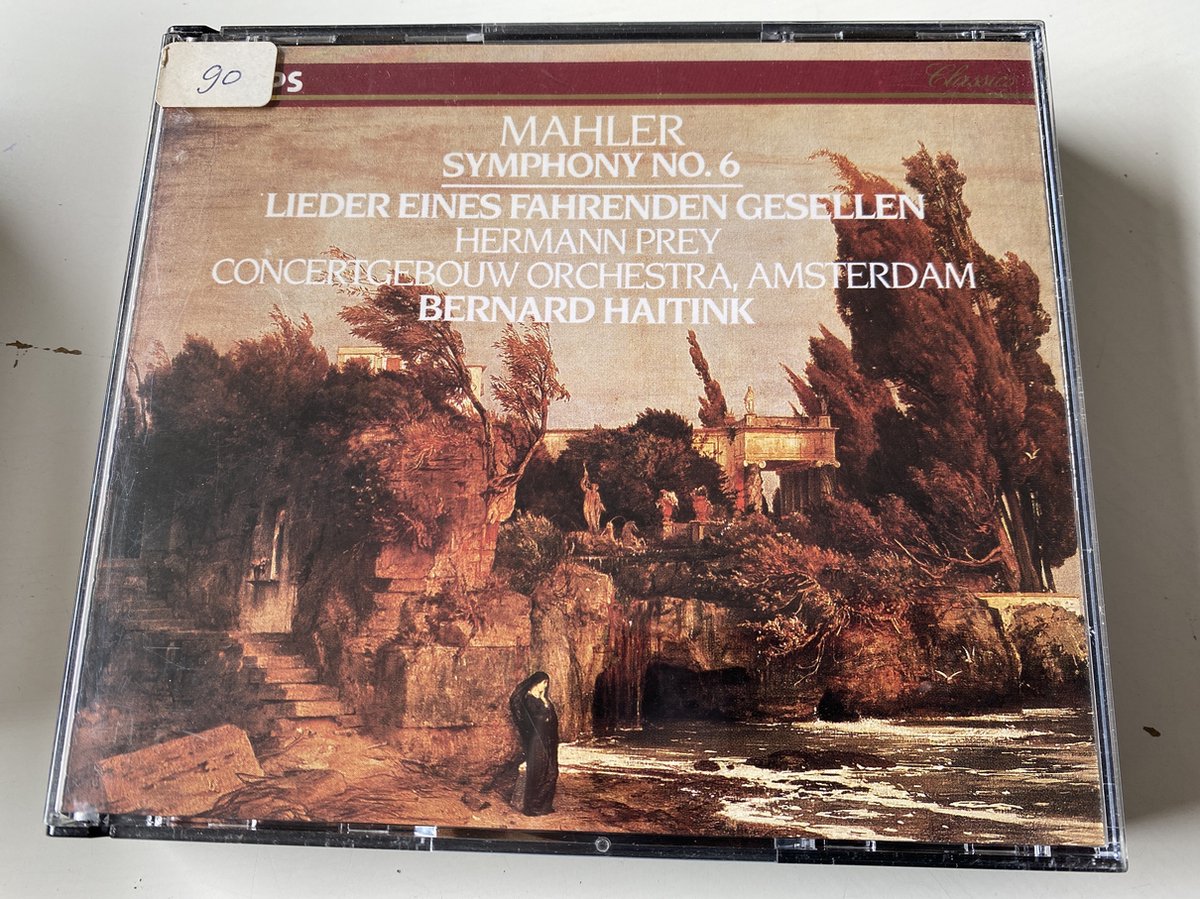 90
PS
Classics
MAHLER
SYMPHONY NO. 6
LIEDER EINES FAHRENDEN GESELLEN
HERMANN PREY
CONCERTGEBOUW ORCHESTRA, AMSTERDAM
BERNARD HAITINK